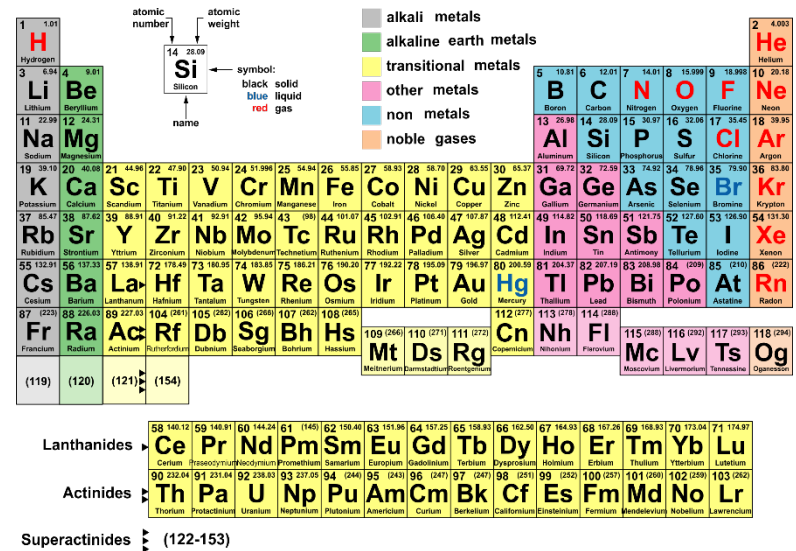 atomic number
atomic weight
14 28.09
Si
Silicon
symbol:
black solid
blue liquid
red gas
name
alkali metals
alkaline earth metals
transitional metals
other metals
non metals
noble gases
1 1.01 H Hydrogen
2 4.003 He Helium
3 6.94 Li Lithium
4 9.01 Be Beryllium
5 10.81 B Boron
6 12.01 C Carbon
7 14.01 N Nitrogen
8 15.999 O Oxygen
9 18.998 F Fluorine
10 20.18 Ne Neon
11 22.99 Na Sodium
12 24.31 Mg Magnesium
13 26.98 Al Aluminum
14 28.09 Si Silicon
15 30.97 P Phosphorus
16 32.06 S Sulfur
17 35.45 Cl Chlorine
18 39.95 Ar Argon
19 39.10 K Potassium
20 40.08 Ca Calcium
21 44.96 Sc Scandium
22 47.90 Ti Titanium
23 50.94 V Vanadium
24 51.996 Cr Chromium
25 54.94 Mn Manganese
26 55.85 Fe Iron
27 58.93 Co Cobalt
28 58.70 Ni Nickel
29 63.55 Cu Copper
30 65.37 Zn Zinc
31 69.72 Ga Gallium
32 72.59 Ge Germanium
33 74.92 As Arsenic
34 78.96 Se Selenium
35 79.90 Br Bromine
36 83.80 Kr Krypton
37 85.47 Rb Rubidium
38 87.62 Sr Strontium
39 88.91 Y Yttrium
40 91.22 Zr Zirconium
41 92.91 Nb Niobium
42 95.94 Mo Molybdenum
43 (98) Tc Technetium
44 101.07 Ru Ruthenium
45 102.91 Rh Rhodium
46 106.40 Pd Palladium
47 107.87 Ag Silver
48 112.41 Cd Cadmium
49 114.82 In Indium
50 118.69 Sn Tin
51 121.75 Sb Antimony
52 127.60 Te Tellurium
53 126.90 I Iodine
54 131.30 Xe Xenon
55 132.91 Cs Cesium
56 137.33 Ba Barium
57 138.91 La Lanthanum
72 178.49 Hf Hafnium
73 180.95 Ta Tantalum
74 183.85 W Tungsten
75 186.21 Re Rhenium
76 190.20 Os Osmium
77 192.22 Ir Iridium
78 195.09 Pt Platinum
79 196.97 Au Gold
80 200.59 Hg Mercury
81 204.37 Tl Thallium
82 207.19 Pb Lead
83 208.98 Bi Bismuth
84 (209) Po Polonium
85 (210) At Astatine
86 (222) Rn Radon
87 (223) Fr Francium
88 226.03 Ra Radium
89 227.03 Ac Actinium
104 (261) Rf Rutherfordium
105 (262) Db Dubnium
106 (266) Sg Seaborgium
107 (262) Bh Bohrium
108 (265) Hs Hassium
109 (266) Mt Meitnerium
110 (271) Ds Darmstadtium
111 (272) Rg Roentgenium
112 (277) Cn Copernicium
113 (278) Nh Nihonium
114 (288) Fl Flerovium
115 (288) Mc Moscovium
116 (292) Lv Livermorium
117 (293) Ts Tennassine
118 (294) Og Oganesson
(119) (120) (121) (154)
Lanthanides
58 140.12 Ce Cerium
59 140.91 Pr Praseodymium
60 144.24 Nd Neodymium
61 (145) Pm Promethium
62 150.40 Sm Samarium
63 151.96 Eu Europium
64 157.25 Gd Gadolinium
65 158.93 Tb Terbium
66 162.50 Dy Dysprosium
67 164.93 Ho Holmium
68 167.26 Er Erbium
69 168.93 Tm Thulium
70 173.04 Yb Ytterbium
71 174.97 Lu Lutetium
Actinides
90 232.04 Th Thorium
91 231.04 Pa Protactinium
92 238.03 U Uranium
93 237.05 Np Neptunium
94 (244) Pu Plutonium
95 (243) Am Americium
96 (247) Cm Curium
97 (247) Bk Berkelium
98 (251) Cf Californium
99 (252) Es Einsteinium
100 (257) Fm Fermium
101 (260) Md Mendelevium
102 (259) No Nobelium
103 (262) Lr Lawrencium
Superactinides (122-153)